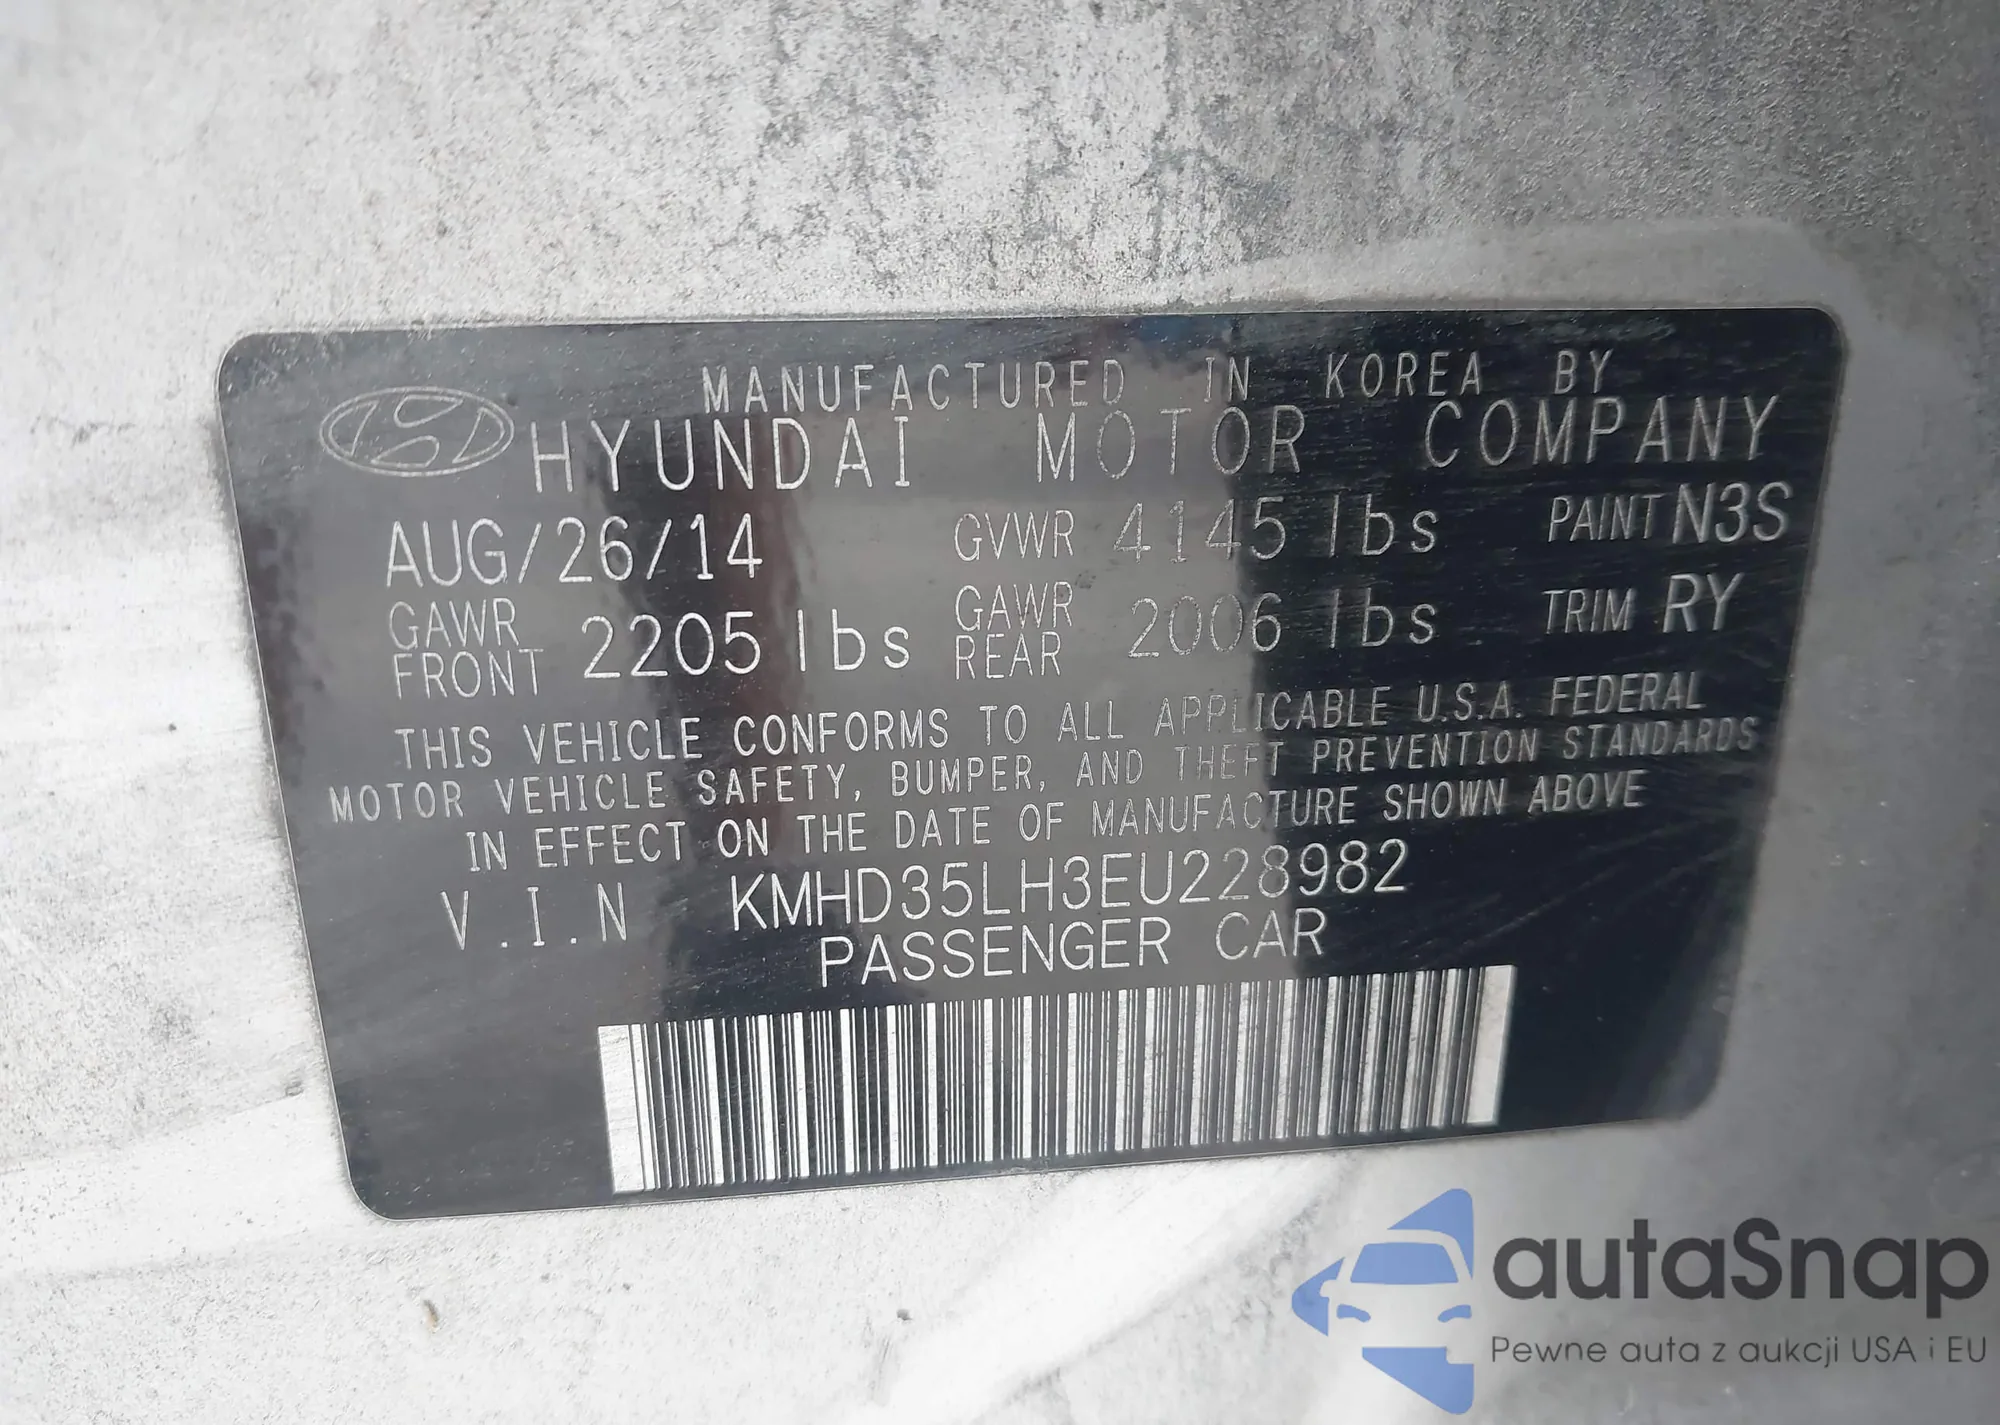 MANUFACTURED IN KOREA BY
HYUNDAI MOTOR COMPANY
AUG/26/14 GVWR 4145 lbs PAINT N3S
GAWR FRONT 2205 lbs GAWR REAR 2006 lbs TRIM RY
THIS VEHICLE CONFORMS TO ALL APPLICABLE U.S.A. FEDERAL
MOTOR VEHICLE SAFETY, BUMPER, AND THEFT PREVENTION STANDARDS
IN EFFECT ON THE DATE OF MANUFACTURE SHOWN ABOVE
V.I.N KMHD35LH3EU228982
PASSENGER CAR
autaSnap
Pewne auta z aukcji USA i EU